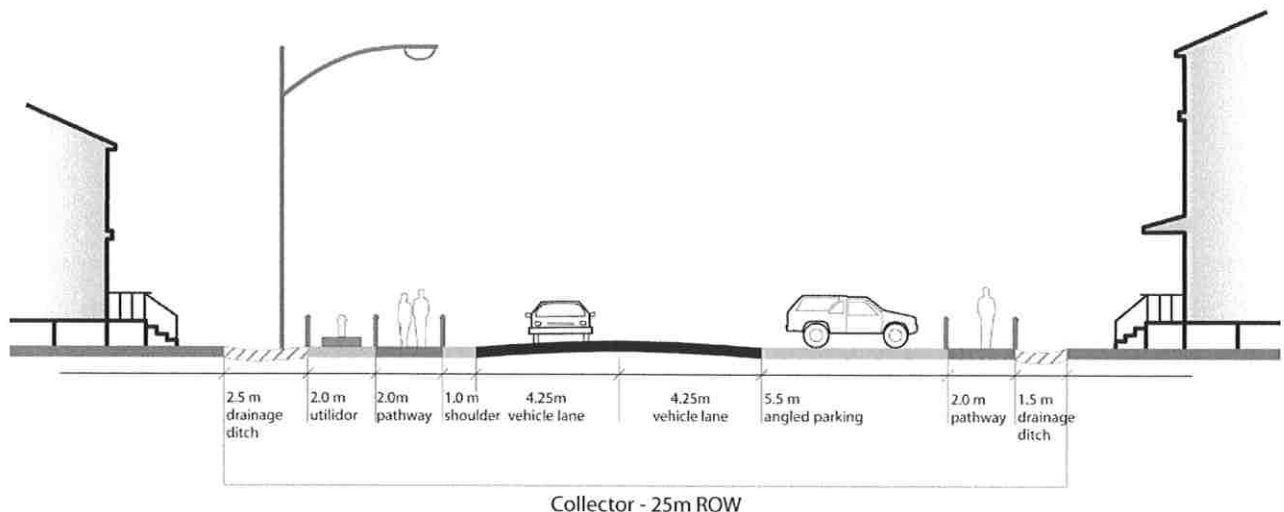 2.5 m
drainage
ditch
2.0 m
utilidor
2.0m
pathway
1.0 m
shoulder
4.25m
vehicle lane
4.25m
vehicle lane
5.5 m
angled parking
2.0 m
pathway
1.5 m
drainage
ditch
Collector - 25m ROW